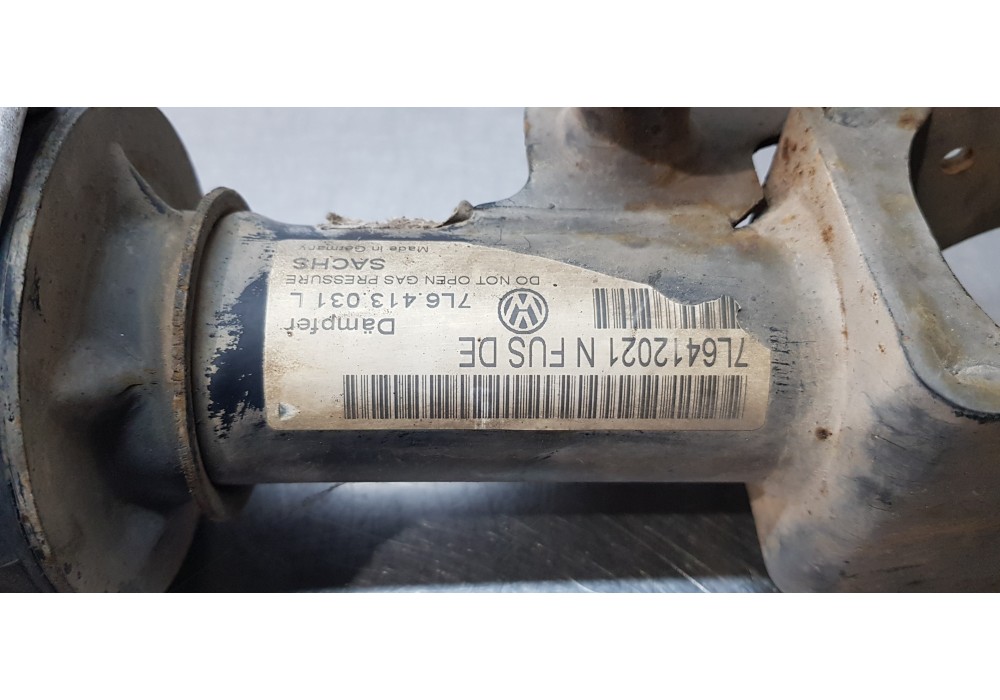 7L6412021 N FUS DE
Dämpfer
7L6.413.031 L
DO NOT OPEN GAS PRESSURE
SACHS
Made in Germany